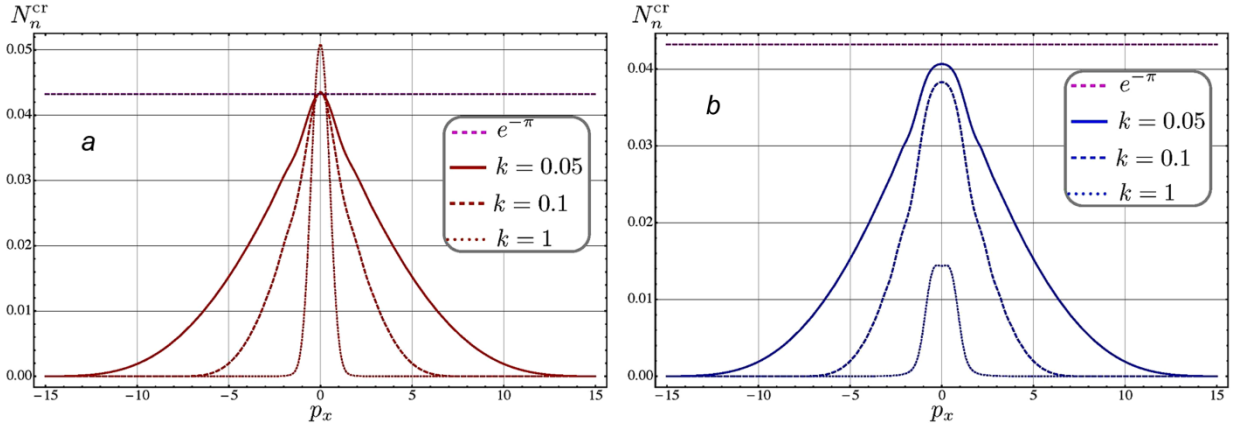 N_n^cr
0.05
0.04
0.03
0.02
0.01
0.00
−15
−10
−5
0
5
10
15
p_x
a
e^−π
k = 0.05
k = 0.1
k = 1
N_n^cr
0.04
0.03
0.02
0.01
0.00
−15
−10
−5
0
5
10
15
p_x
b
e^−π
k = 0.05
k = 0.1
k = 1